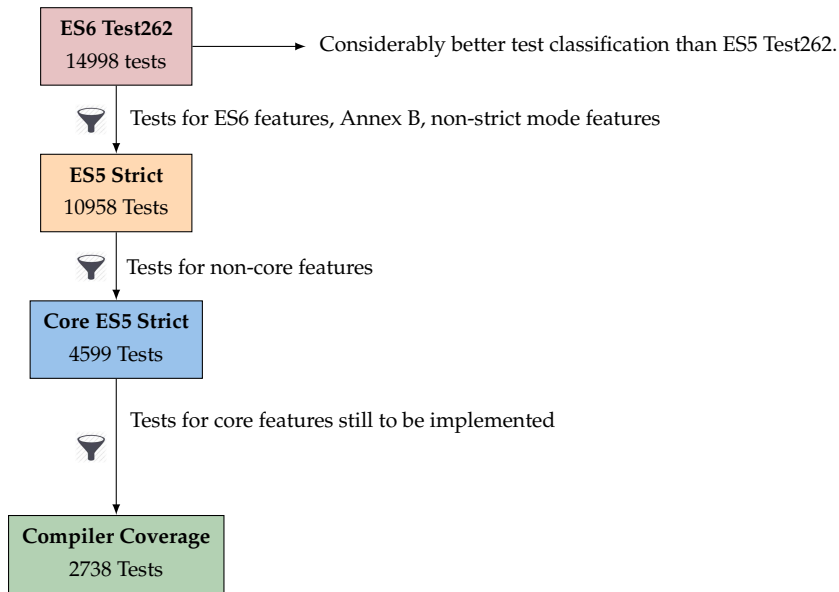 ES6 Test262
14998 tests
Considerably better test classification than ES5 Test262.
Tests for ES6 features, Annex B, non-strict mode features
ES5 Strict
10958 Tests
Tests for non-core features
Core ES5 Strict
4599 Tests
Tests for core features still to be implemented
Compiler Coverage
2738 Tests